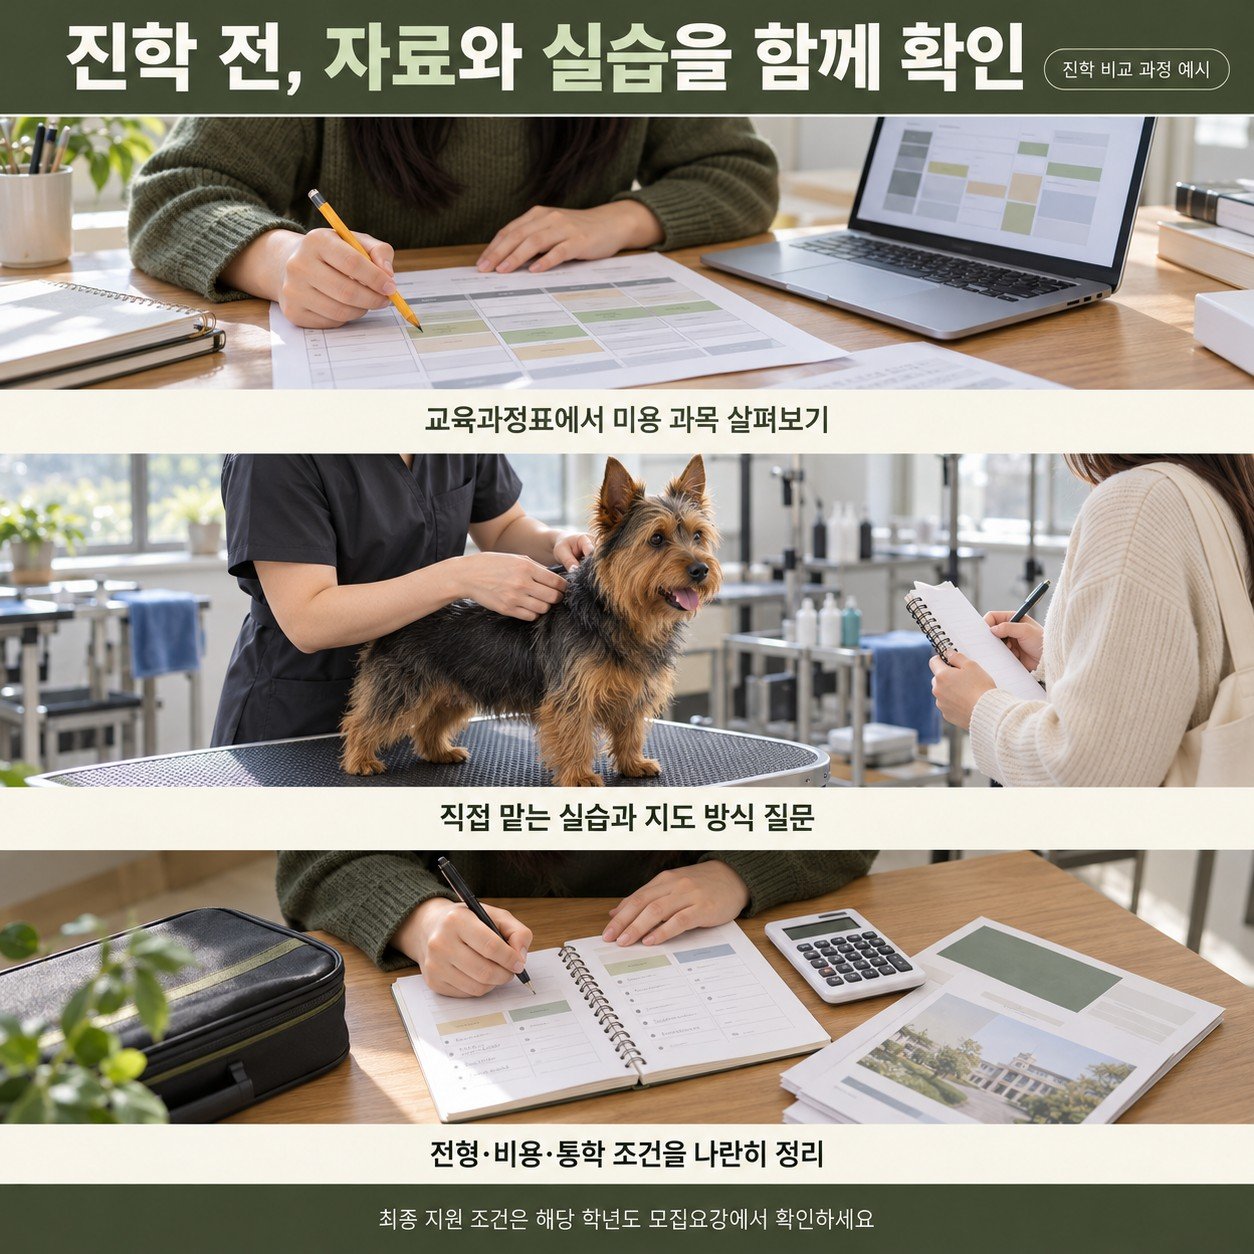 진학 전, 자료와 실습을 함께 확인
진학 비교 과정 예시
교육과정표에서 미용 과목 살펴보기
직접 맡는 실습과 지도 방식 질문
전형·비용·통학 조건을 나란히 정리
최종 지원 조건은 해당 학년도 모집요강에서 확인하세요